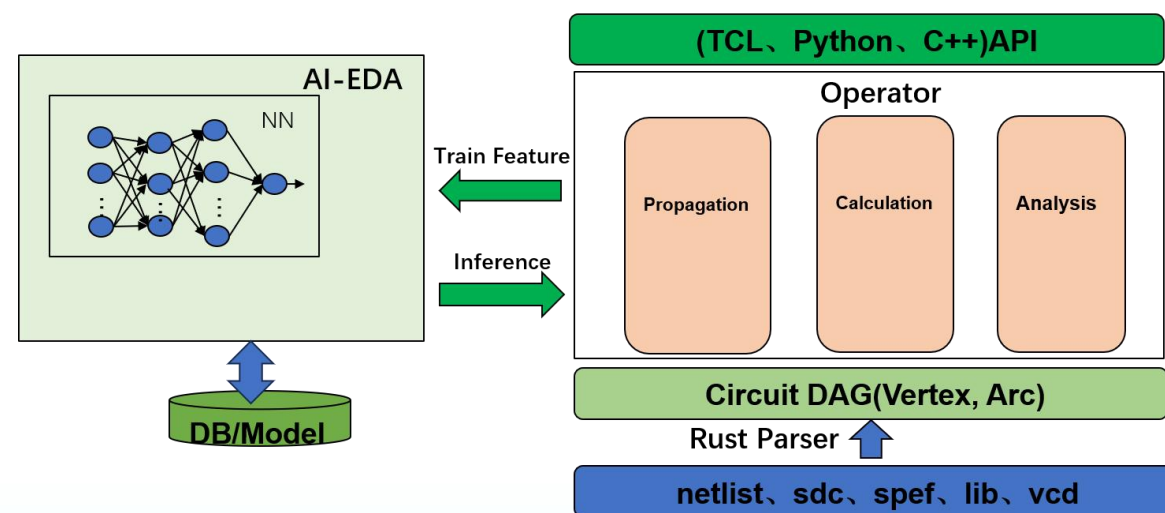 AI-EDA
NN
DB/Model
Train Feature
Inference
(TCL、Python、C++)API
Operator
Propagation
Calculation
Analysis
Circuit DAG(Vertex, Arc)
Rust Parser
netlist、sdc、spef、lib、vcd